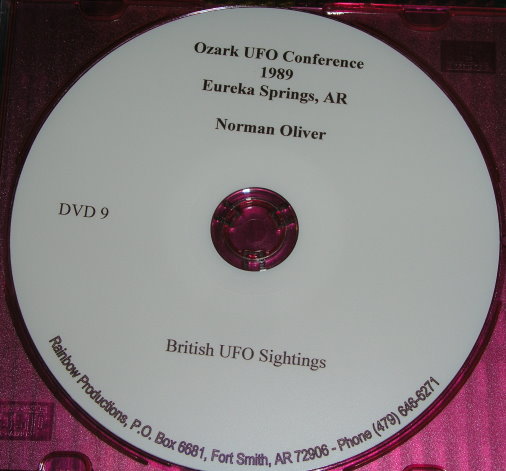 Ozark UFO Conference
1989
Eureka Springs, AR
Norman Oliver
DVD 9
British UFO Sightings
Rainbow Productions, P.O. Box 6681, Fort Smith, AR 72906 - Phone (479) 646-6271